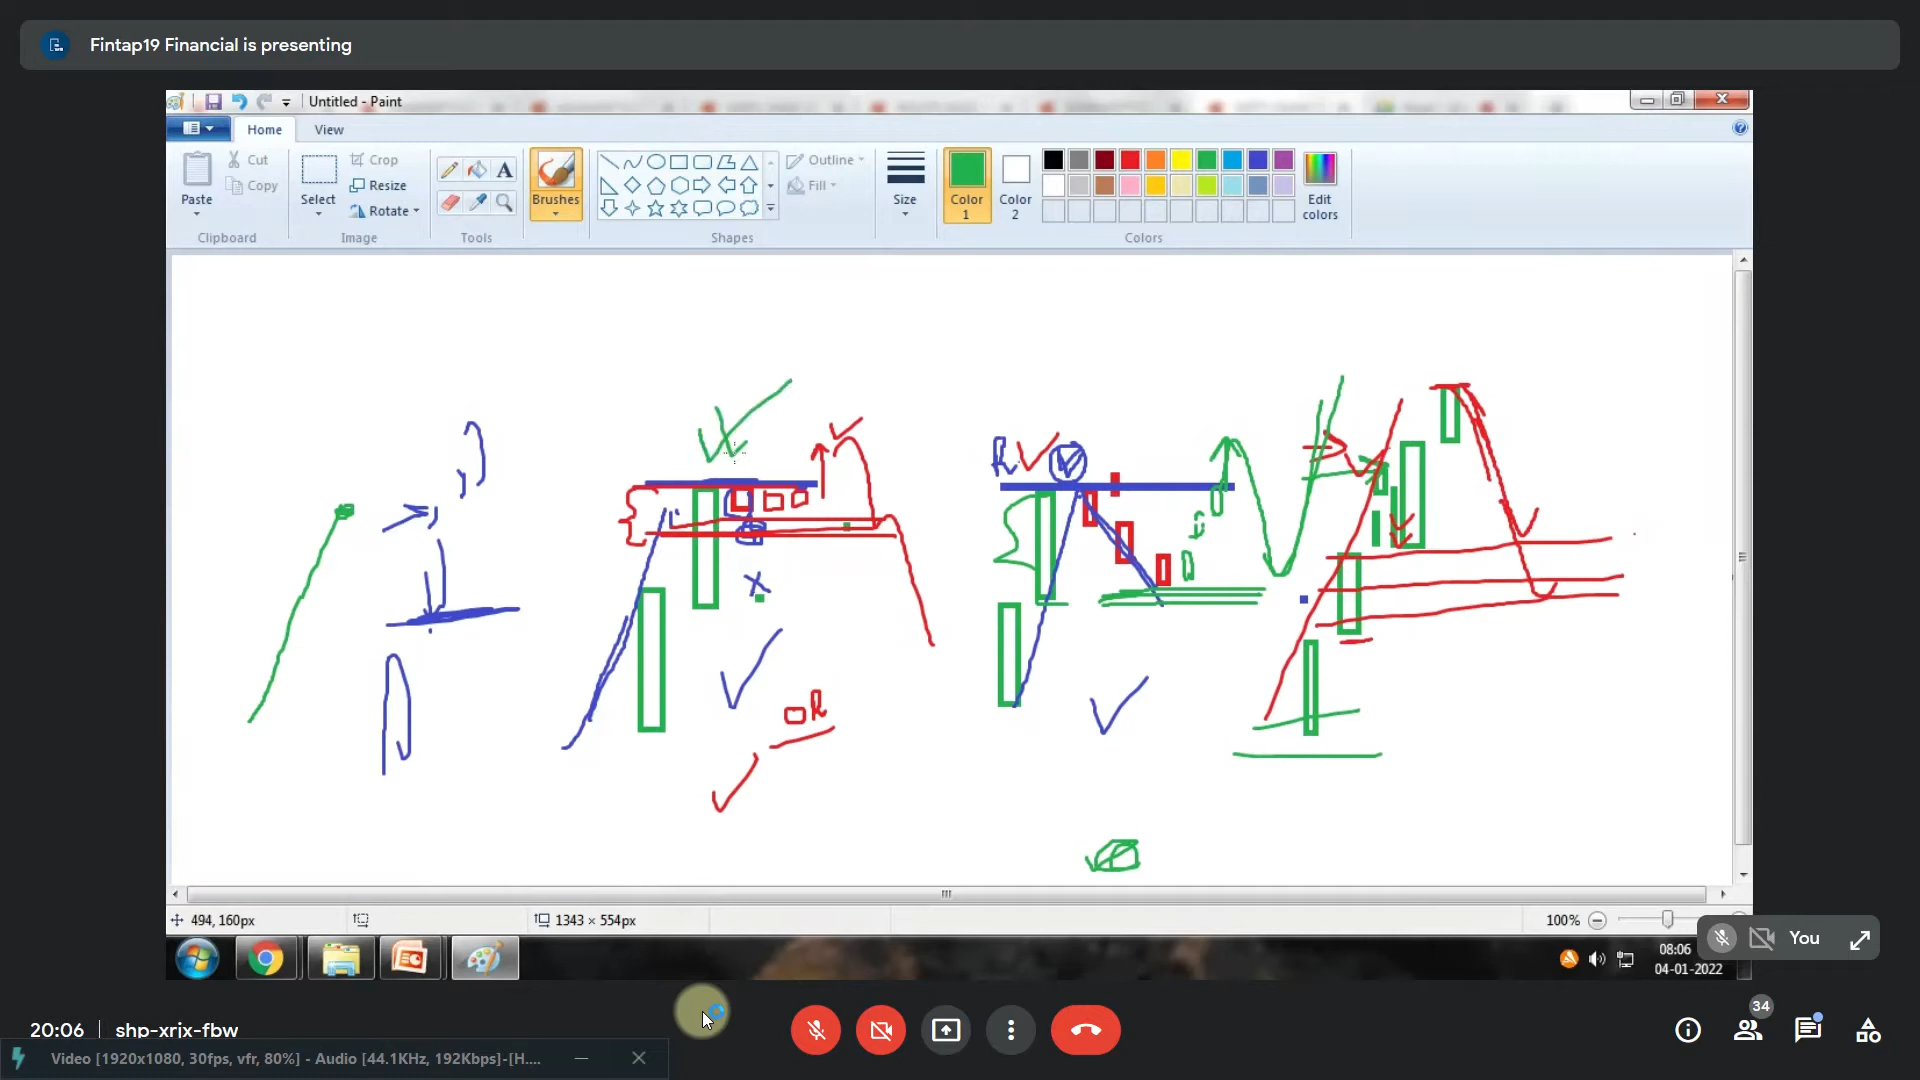 Fintap19 Financial is presenting
Untitled - Paint
Home
View
Paste
Cut
Copy
Clipboard
Select
Crop
Resize
Rotate
Image
A
Tools
Brushes
Shapes
Outline
Fill
Size
Color
1
Color
2
Edit
colors
Colors
R
X
OR
494, 160px
1343 × 554px
100%
You
08:06
04-01-2022
20:06 | shp-xrjx-fbw
34
Video [1920x1080, 30fps, vfr, 80%] - Audio [44.1KHz, 192Kbps]-[H....